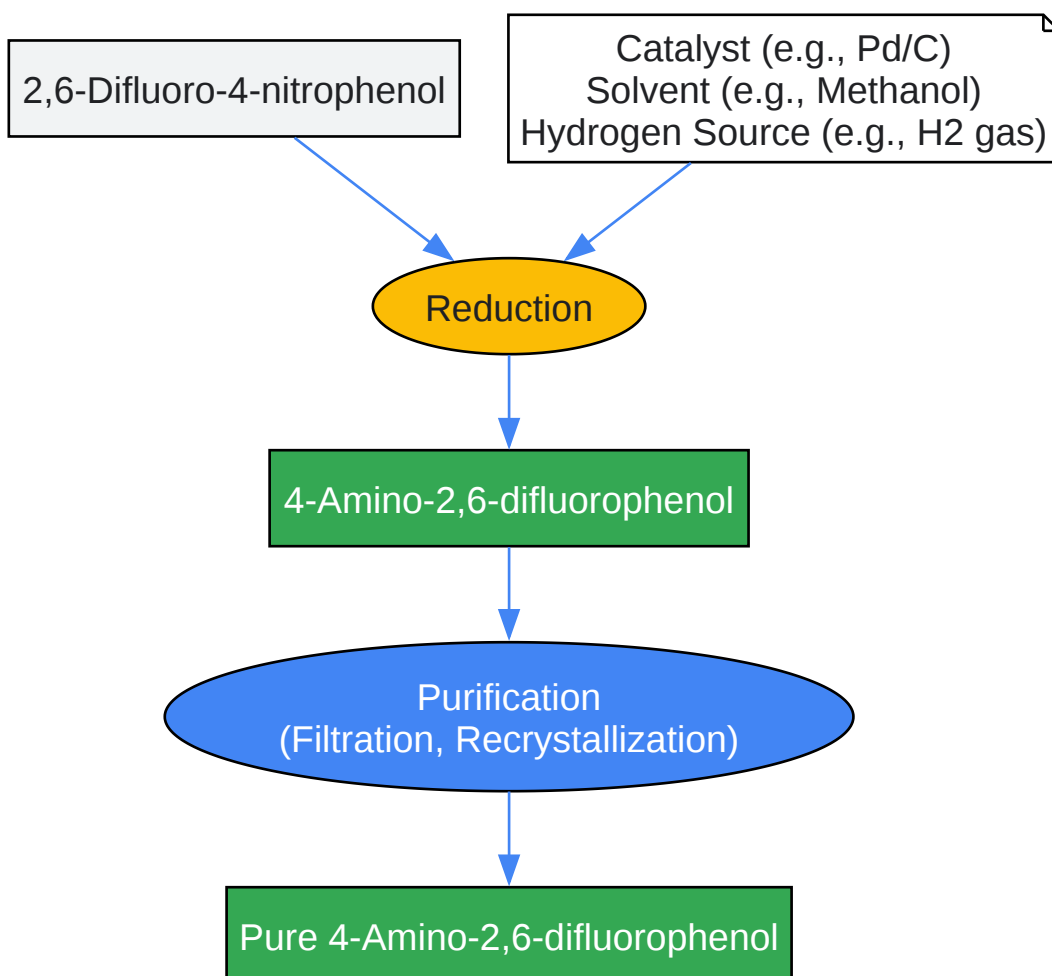 2,6-Difluoro-4-nitrophenol
Catalyst (e.g., Pd/C)
Solvent (e.g., Methanol)
Hydrogen Source (e.g., H2 gas)
Reduction
4-Amino-2,6-difluorophenol
Purification
(Filtration, Recrystallization)
Pure 4-Amino-2,6-difluorophenol